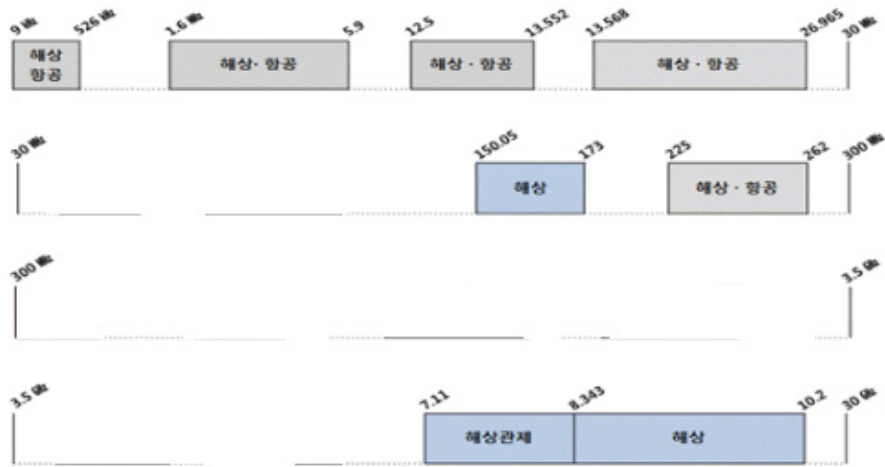 9 ㎑ 526 ㎑ 1.6 ㎒ 5.9 12.5 13.552 13.568 26.965 30 ㎒
해상 항공 해상· 항공 해상 · 항공 해상 · 항공
30 ㎒ 150.05 173 225 262 300 ㎒
해상 해상 · 항공
300 ㎒ 3.5 ㎓
3.5 ㎓ 7.11 8.343 10.2 30 ㎓
해상관제 해상